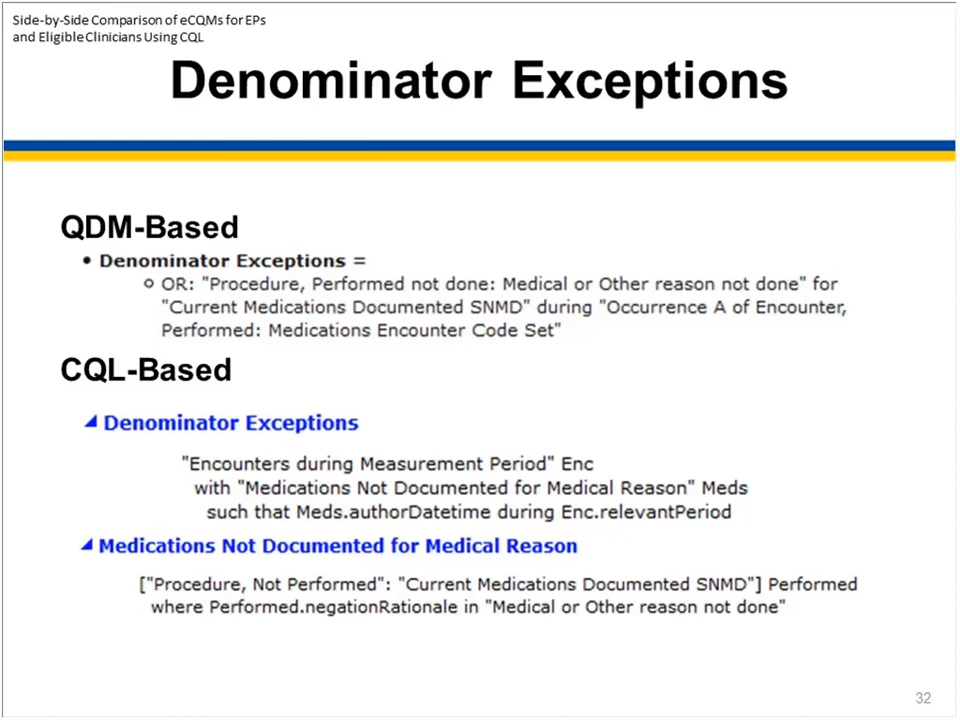 Side-by-Side Comparison of eCQMs for EPs
and Eligible Clinicians Using CQL
Denominator Exceptions
QDM-Based
• Denominator Exceptions =
○ OR: "Procedure, Performed not done: Medical or Other reason not done" for
"Current Medications Documented SNMD" during "Occurrence A of Encounter,
Performed: Medications Encounter Code Set"
CQL-Based
Denominator Exceptions
"Encounters during Measurement Period" Enc
with "Medications Not Documented for Medical Reason" Meds
such that Meds.authorDatetime during Enc.relevantPeriod
Medications Not Documented for Medical Reason
["Procedure, Not Performed": "Current Medications Documented SNMD"] Performed
where Performed.negationRationale in "Medical or Other reason not done"
32